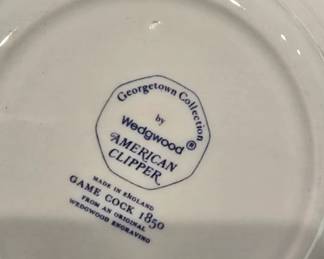 Georgetown Collection
by
Wedgwood®
AMERICAN
CLIPPER
MADE IN ENGLAND
GAME COCK 1850
FROM AN ORIGINAL
WEDGWOOD ENGRAVING